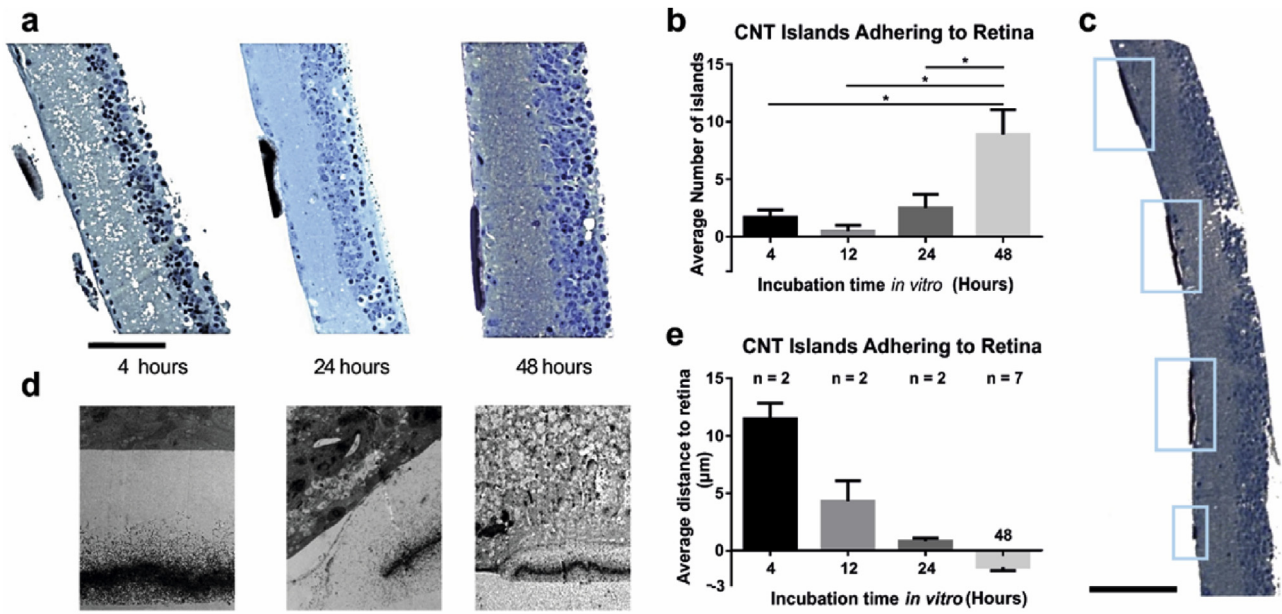 a
4 hours
24 hours
48 hours
b
CNT Islands Adhering to Retina
Average Number of islands
15
10
5
0
*
*
*
4
12
24
48
Incubation time in vitro (Hours)
c
d
e
CNT Islands Adhering to Retina
n = 2
n = 2
n = 2
n = 7
Average distance to retina
(µm)
15
10
5
0
-3
48
4
12
24
Incubation time in vitro (Hours)